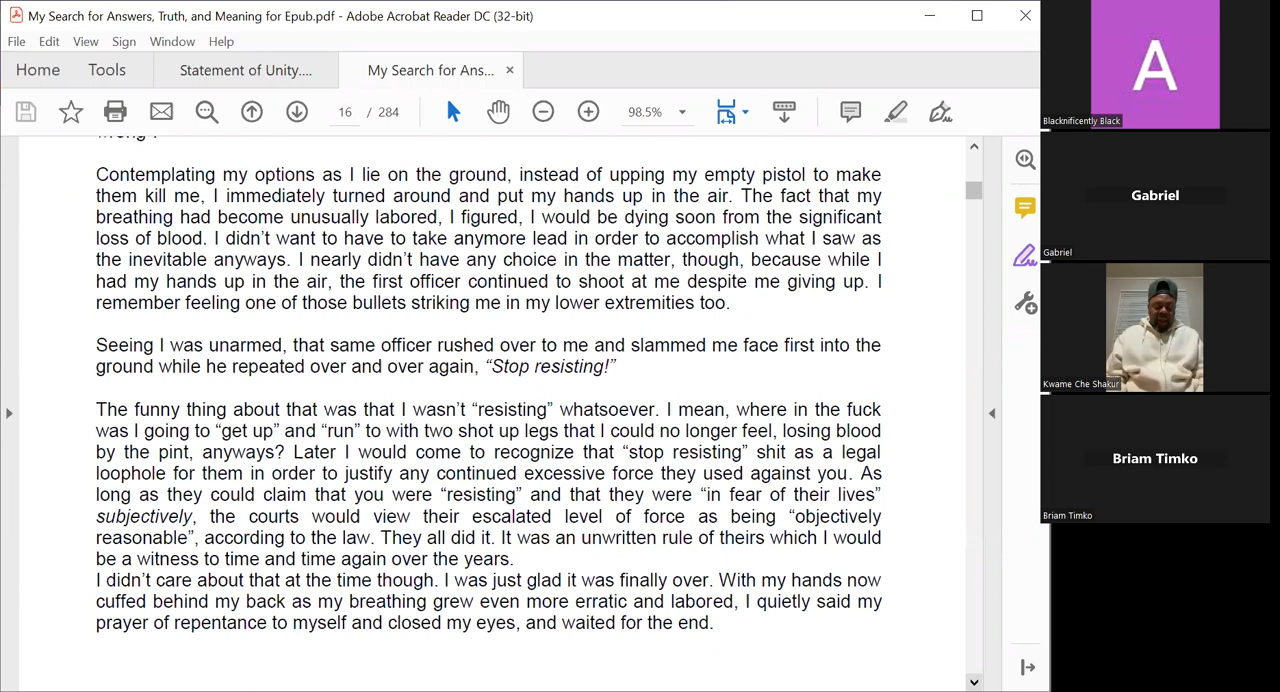 My Search for Answers, Truth, and Meaning for Epub.pdf - Adobe Acrobat Reader DC (32-bit)
File Edit View Sign Window Help
Home Tools Statement of Unity.... My Search for Ans...
16 / 284 98.5%
wrong".
Contemplating my options as I lie on the ground, instead of upping my empty pistol to make
them kill me, I immediately turned around and put my hands up in the air. The fact that my
breathing had become unusually labored, I figured, I would be dying soon from the significant
loss of blood. I didn't want to have to take anymore lead in order to accomplish what I saw as
the inevitable anyways. I nearly didn't have any choice in the matter, though, because while I
had my hands up in the air, the first officer continued to shoot at me despite me giving up. I
remember feeling one of those bullets striking me in my lower extremities too.
Seeing I was unarmed, that same officer rushed over to me and slammed me face first into the
ground while he repeated over and over again, “Stop resisting!”
The funny thing about that was that I wasn't “resisting” whatsoever. I mean, where in the fuck
was I going to “get up” and “run” to with two shot up legs that I could no longer feel, losing blood
by the pint, anyways? Later I would come to recognize that “stop resisting” shit as a legal
loophole for them in order to justify any continued excessive force they used against you. As
long as they could claim that you were “resisting” and that they were “in fear of their lives”
subjectively, the courts would view their escalated level of force as being “objectively
reasonable”, according to the law. They all did it. It was an unwritten rule of theirs which I would
be a witness to time and time again over the years.
I didn't care about that at the time though. I was just glad it was finally over. With my hands now
cuffed behind my back as my breathing grew even more erratic and labored, I quietly said my
prayer of repentance to myself and closed my eyes, and waited for the end.
A
Blacknificently Black
Gabriel
Gabriel
Kwame Che Shakur
Briam Timko
Briam Timko